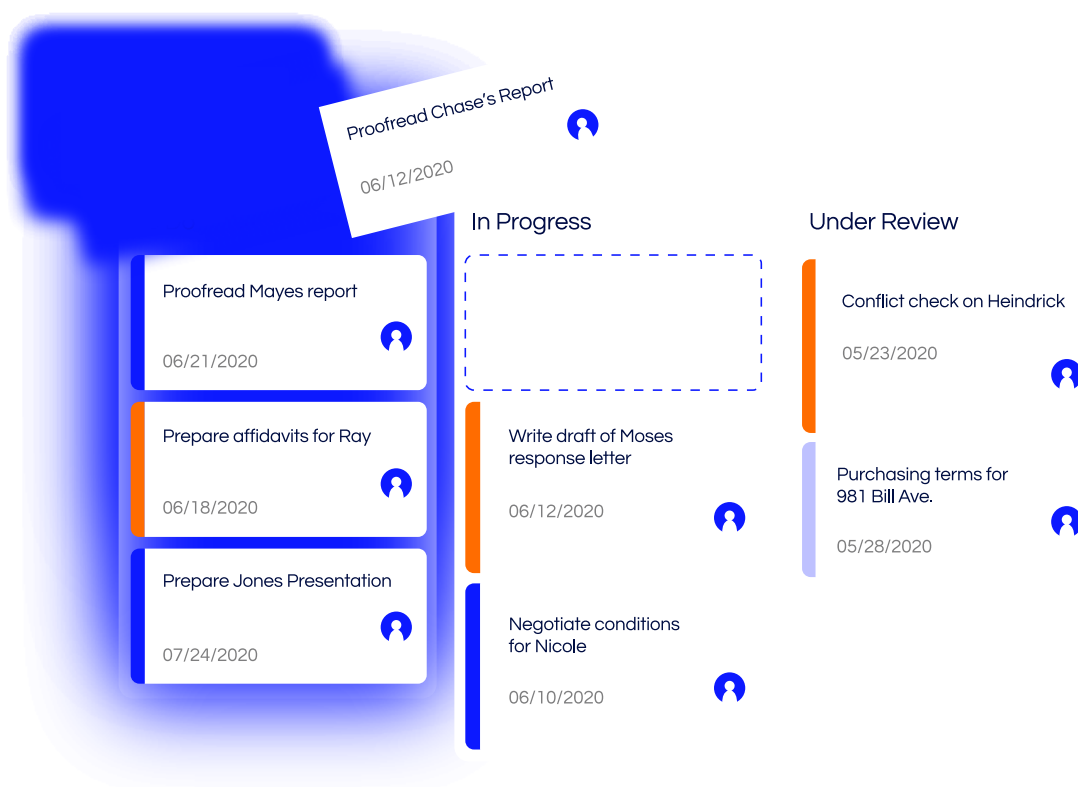 Proofread Chase's Report
06/12/2020
Proofread Mayes report
06/21/2020
Prepare affidavits for Ray
06/18/2020
Prepare Jones Presentation
07/24/2020
In Progress
Write draft of Moses
response letter
06/12/2020
Negotiate conditions
for Nicole
06/10/2020
Under Review
Conflict check on Heindrick
05/23/2020
Purchasing terms for
981 Bill Ave.
05/28/2020